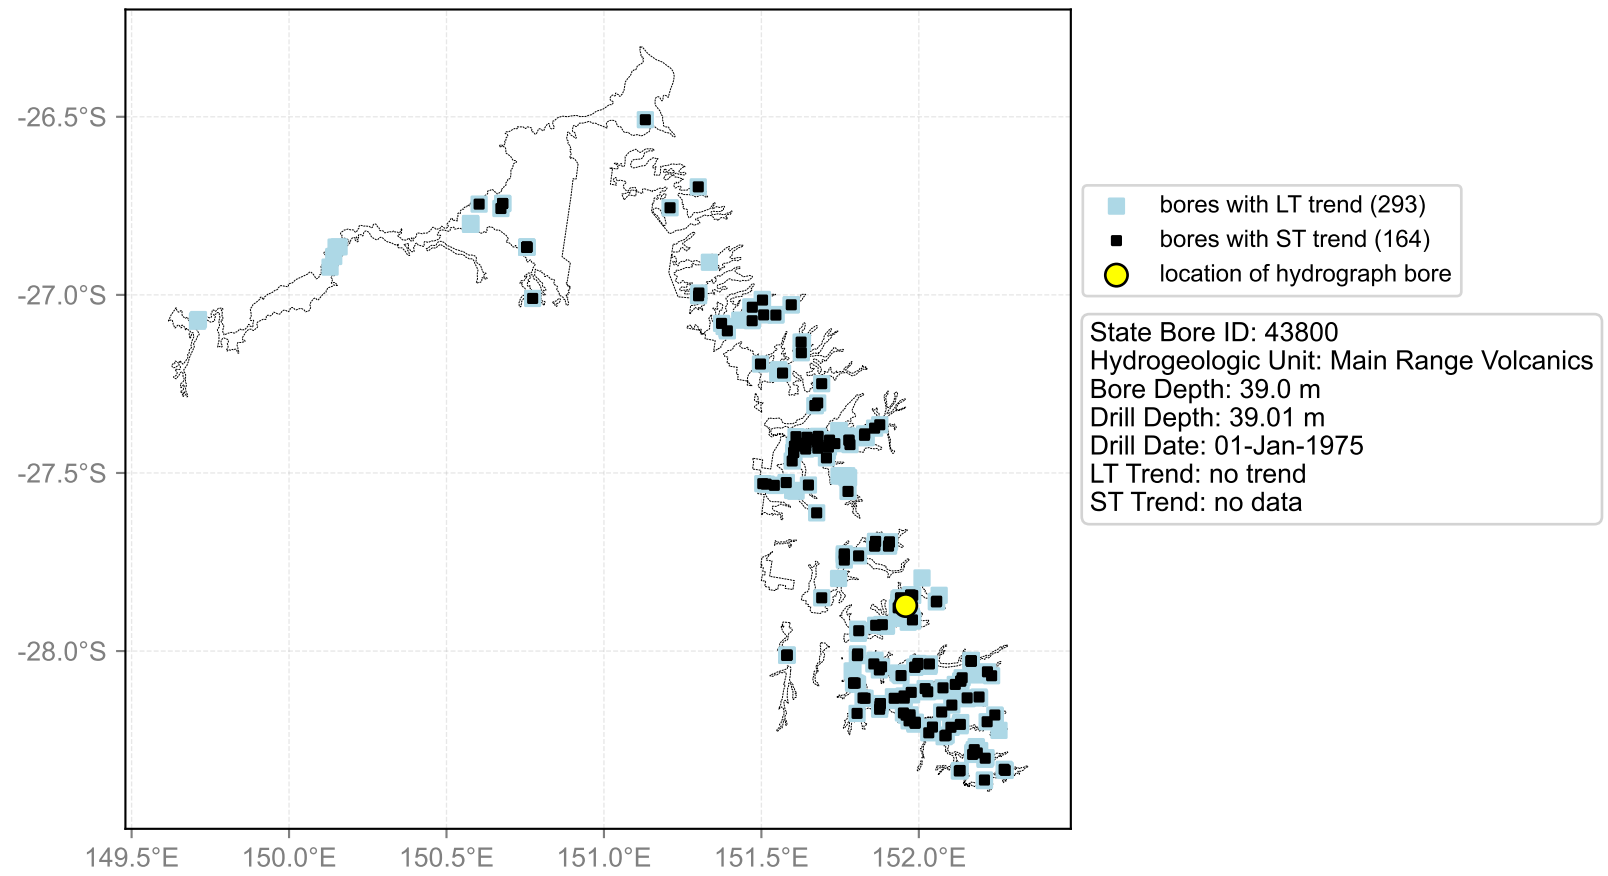 -26.5°S
-27.0°S
-27.5°S
-28.0°S
149.5°E
150.0°E
150.5°E
151.0°E
151.5°E
152.0°E
bores with LT trend (293)
bores with ST trend (164)
location of hydrograph bore
State Bore ID: 43800
Hydrogeologic Unit: Main Range Volcanics
Bore Depth: 39.0 m
Drill Depth: 39.01 m
Drill Date: 01-Jan-1975
LT Trend: no trend
ST Trend: no data